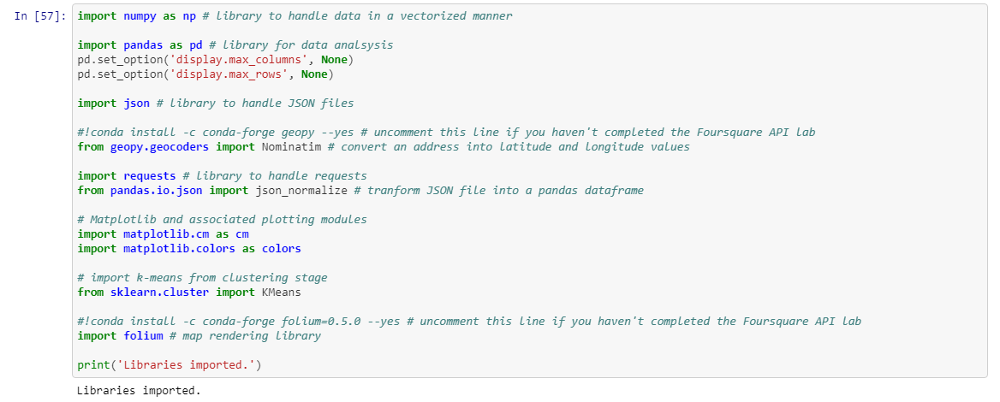 In [57]: import numpy as np # library to handle data in a vectorized manner
import pandas as pd # library for data analsysis
pd.set_option('display.max_columns', None)
pd.set_option('display.max_rows', None)
import json # library to handle JSON files
#!conda install -c conda-forge geopy --yes # uncomment this line if you haven't completed the Foursquare API lab
from geopy.geocoders import Nominatim # convert an address into latitude and longitude values
import requests # library to handle requests
from pandas.io.json import json_normalize # tranform JSON file into a pandas dataframe
# Matplotlib and associated plotting modules
import matplotlib.cm as cm
import matplotlib.colors as colors
# import k-means from clustering stage
from sklearn.cluster import KMeans
#!conda install -c conda-forge folium=0.5.0 --yes # uncomment this line if you haven't completed the Foursquare API lab
import folium # map rendering library
print('Libraries imported.')
Libraries imported.